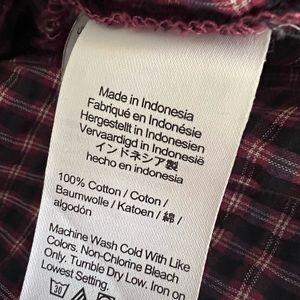 Made in Indonesia
Fabriqué en Indonésie
Hergestellt in Indonesien
Vervaardigd in Indonesië
インドネシア製
hecho en indonesia
100% Cotton / Coton /
Baumwolle / Katoen / 綿 /
algodón
Machine Wash Cold With Like
Colors. Non-Chlorine Bleach
Only. Tumble Dry Low. Iron on
Lowest Setting.